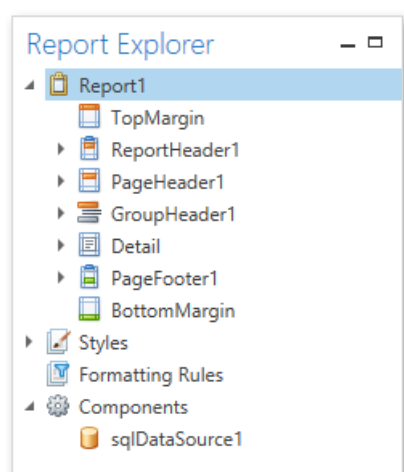 Report Explorer
Report1
TopMargin
ReportHeader1
PageHeader1
GroupHeader1
Detail
PageFooter1
BottomMargin
Styles
Formatting Rules
Components
sqlDataSource1